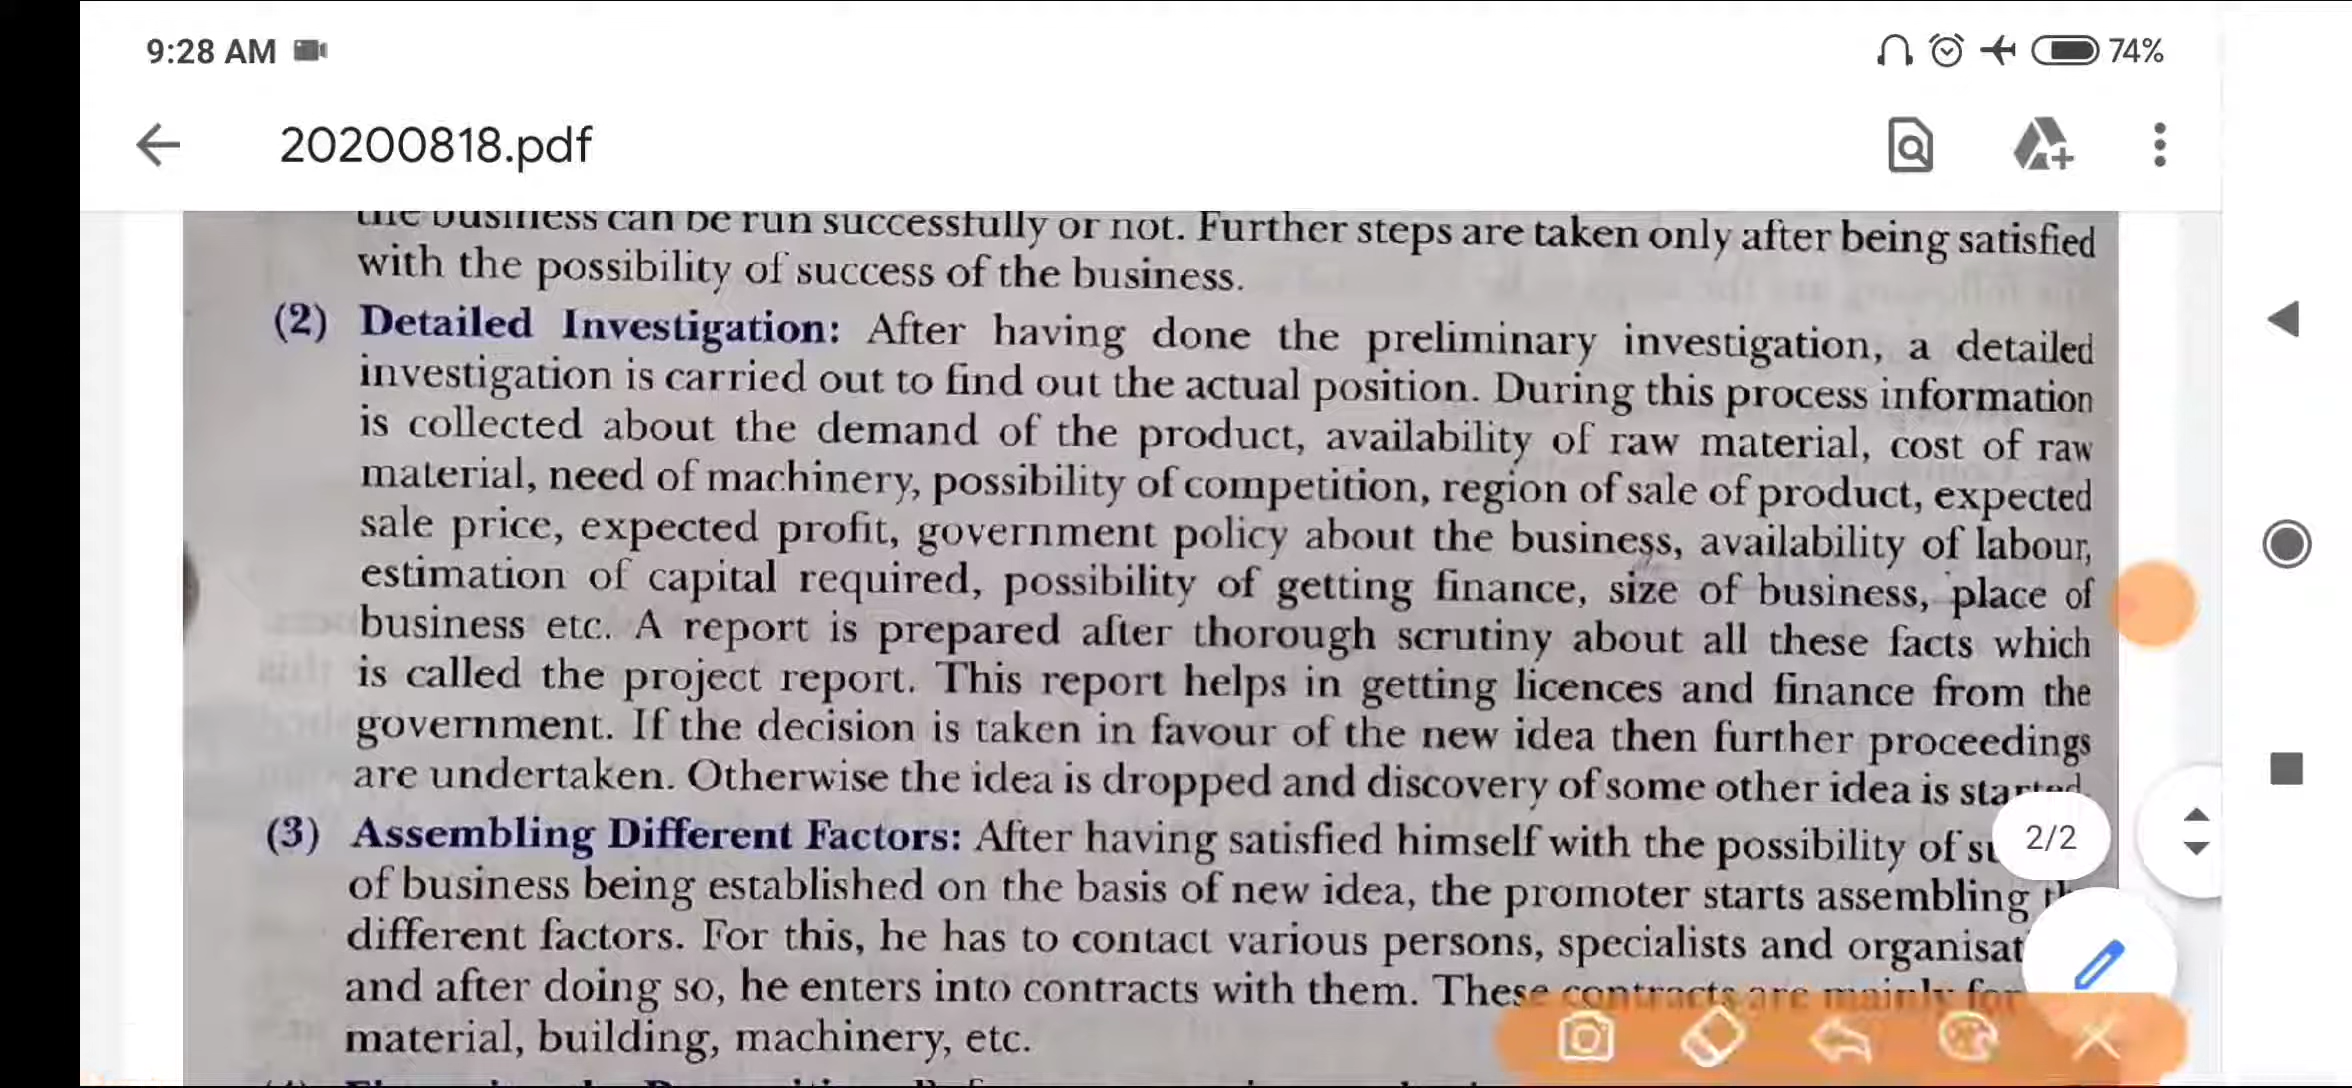 9:28 AM
74%
20200818.pdf
the business can be run successfully or not. Further steps are taken only after being satisfied
with the possibility of success of the business.
(2) Detailed Investigation: After having done the preliminary investigation, a detailed
investigation is carried out to find out the actual position. During this process information
is collected about the demand of the product, availability of raw material, cost of raw
material, need of machinery, possibility of competition, region of sale of product, expected
sale price, expected profit, government policy about the business, availability of labour,
estimation of capital required, possibility of getting finance, size of business, place of
business etc. A report is prepared after thorough scrutiny about all these facts which
is called the project report. This report helps in getting licences and finance from the
government. If the decision is taken in favour of the new idea then further proceedings
are undertaken. Otherwise the idea is dropped and discovery of some other idea is started.
(3) Assembling Different Factors: After having satisfied himself with the possibility of
2/2
of business being established on the basis of new idea, the promoter starts assembling
different factors. For this, he has to contact various persons, specialists and
and after doing so, he enters into contracts with them. These contracts are mainly for
material, building, machinery, etc.